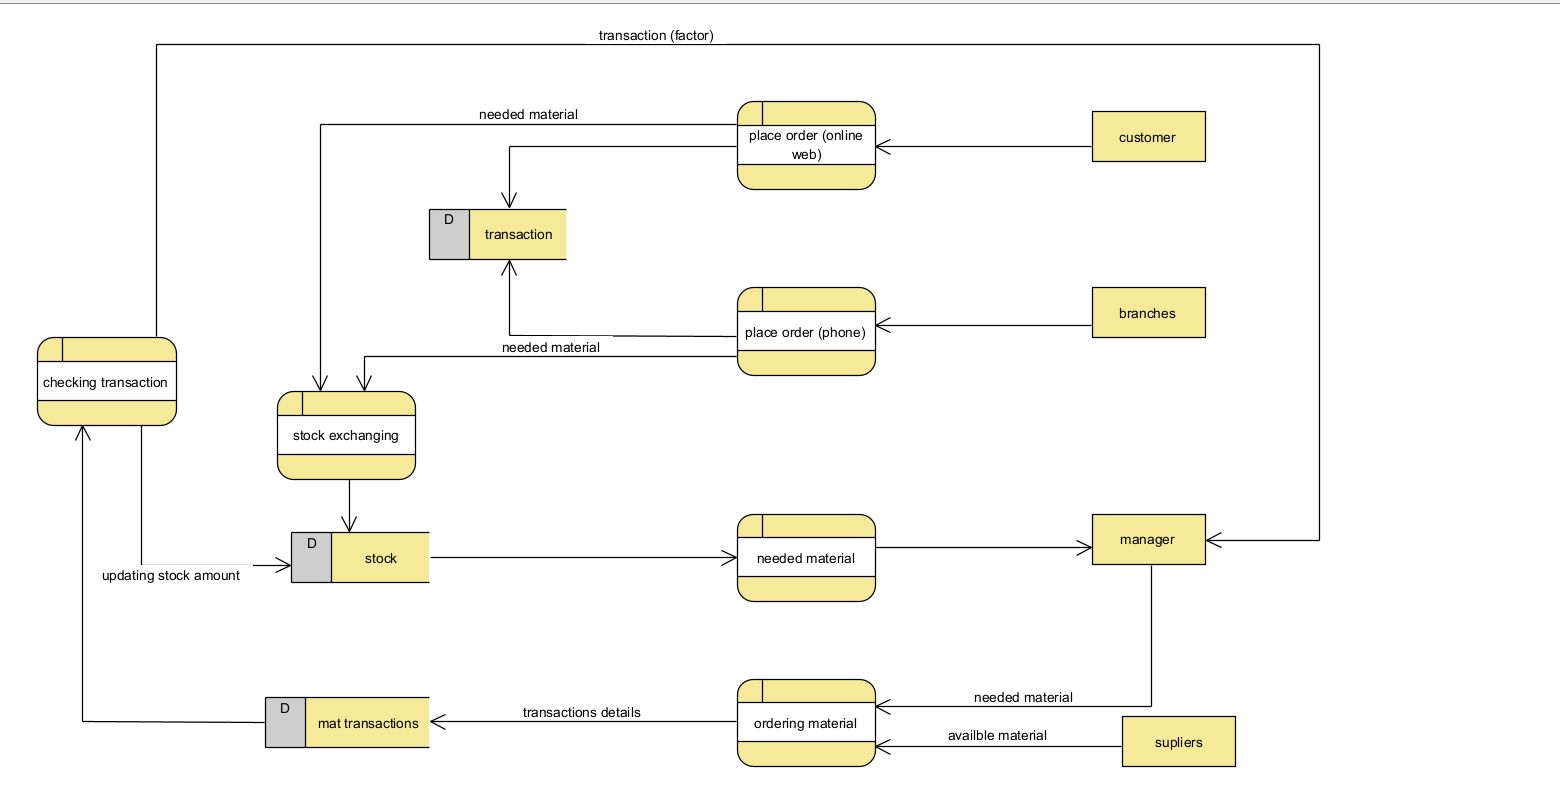 transaction (factor)
needed material
place order (online
web)
customer
D
transaction
branches
place order (phone)
needed material
checking transaction
stock exchanging
D
stock
needed material
manager
updating stock amount
needed material
D
mat transactions
transactions details
ordering material
availble material
supliers